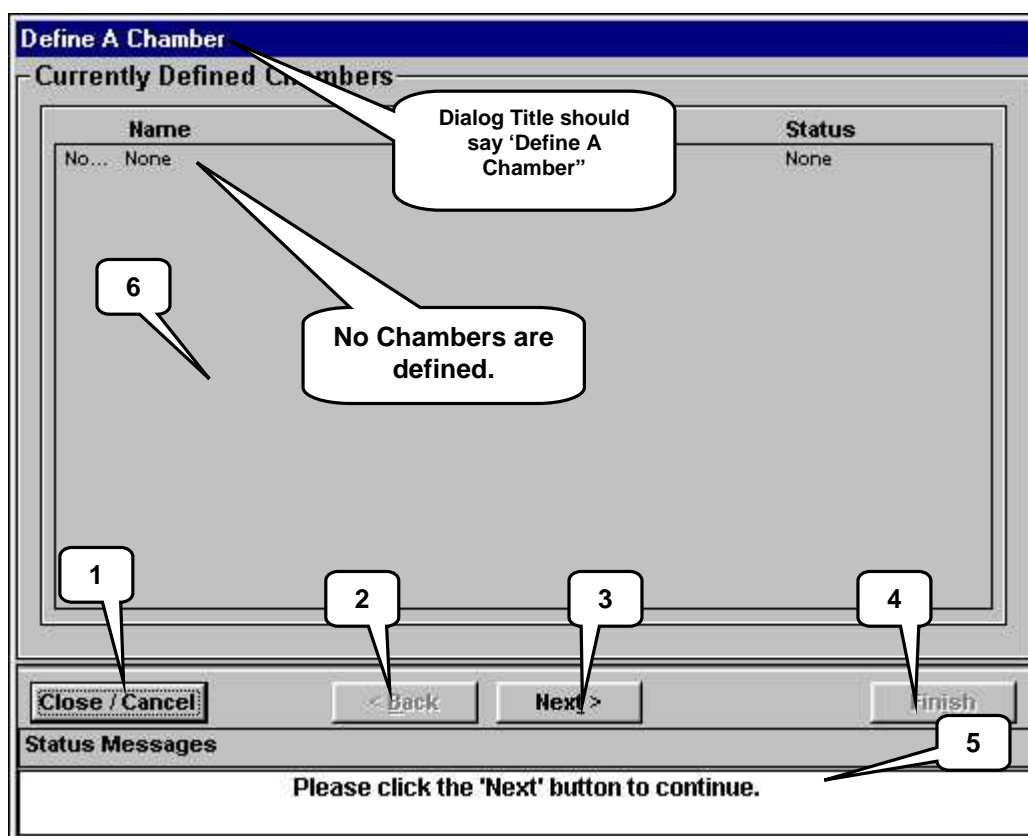 Define A Chamber
Currently Defined Chambers
Name
Status
No... None
None
Dialog Title should
say ‘Define A
Chamber”
6
No Chambers are
defined.
1
2
3
4
Close / Cancel
< Back
Next >
Finish
Status Messages
5
Please click the 'Next' button to continue.